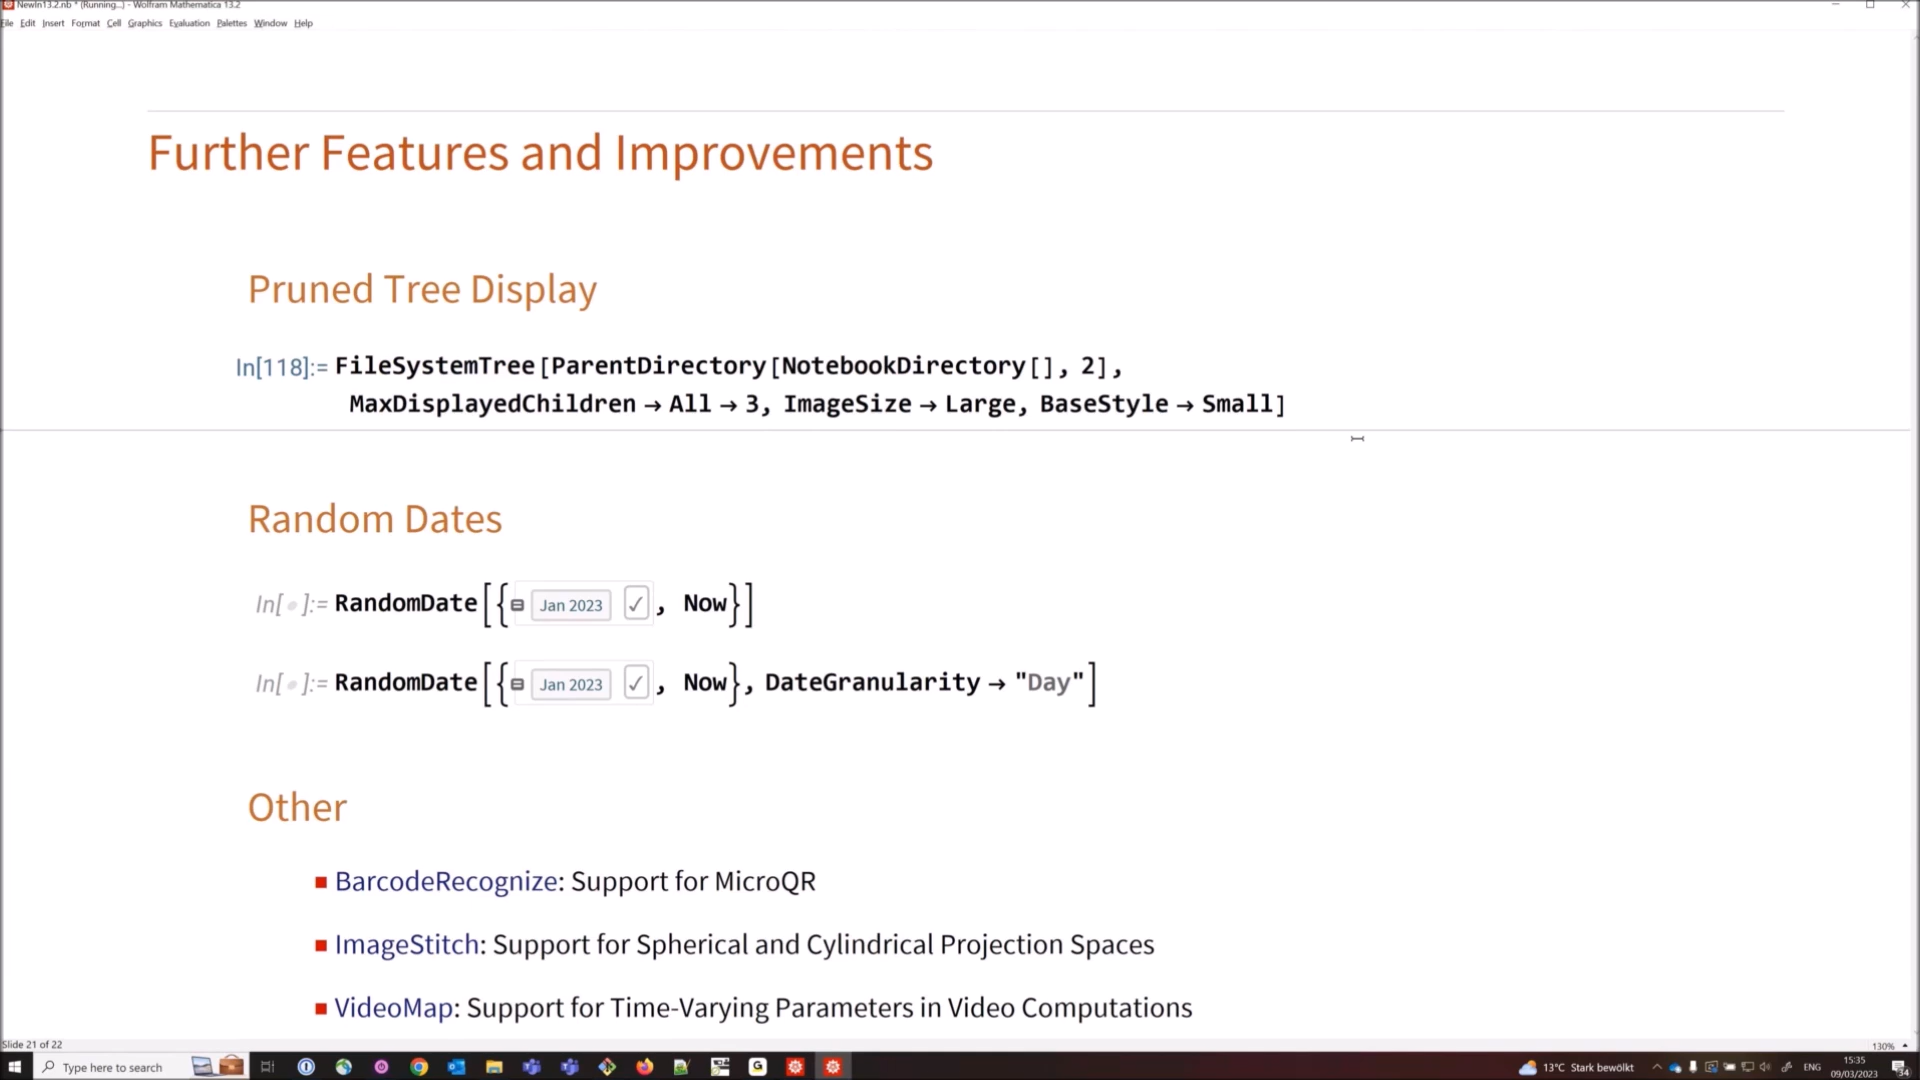 NewIn13.2.nb * (Running...) - Wolfram Mathematica 13.2
File Edit Insert Format Cell Graphics Evaluation Palettes Window Help
Further Features and Improvements
Pruned Tree Display
In[118]:= FileSystemTree[ParentDirectory[NotebookDirectory[], 2],
MaxDisplayedChildren → All → 3, ImageSize → Large, BaseStyle → Small]
Random Dates
In[ ]:= RandomDate[{ Jan 2023 ✓ , Now}]
In[ ]:= RandomDate[{ Jan 2023 ✓ , Now}, DateGranularity → "Day"]
Other
BarcodeRecognize: Support for MicroQR
ImageStitch: Support for Spherical and Cylindrical Projection Spaces
VideoMap: Support for Time-Varying Parameters in Video Computations
Slide 21 of 22
130%
Type here to search
13°C Stark bewölkt
ENG
15:35
09/03/2023
34